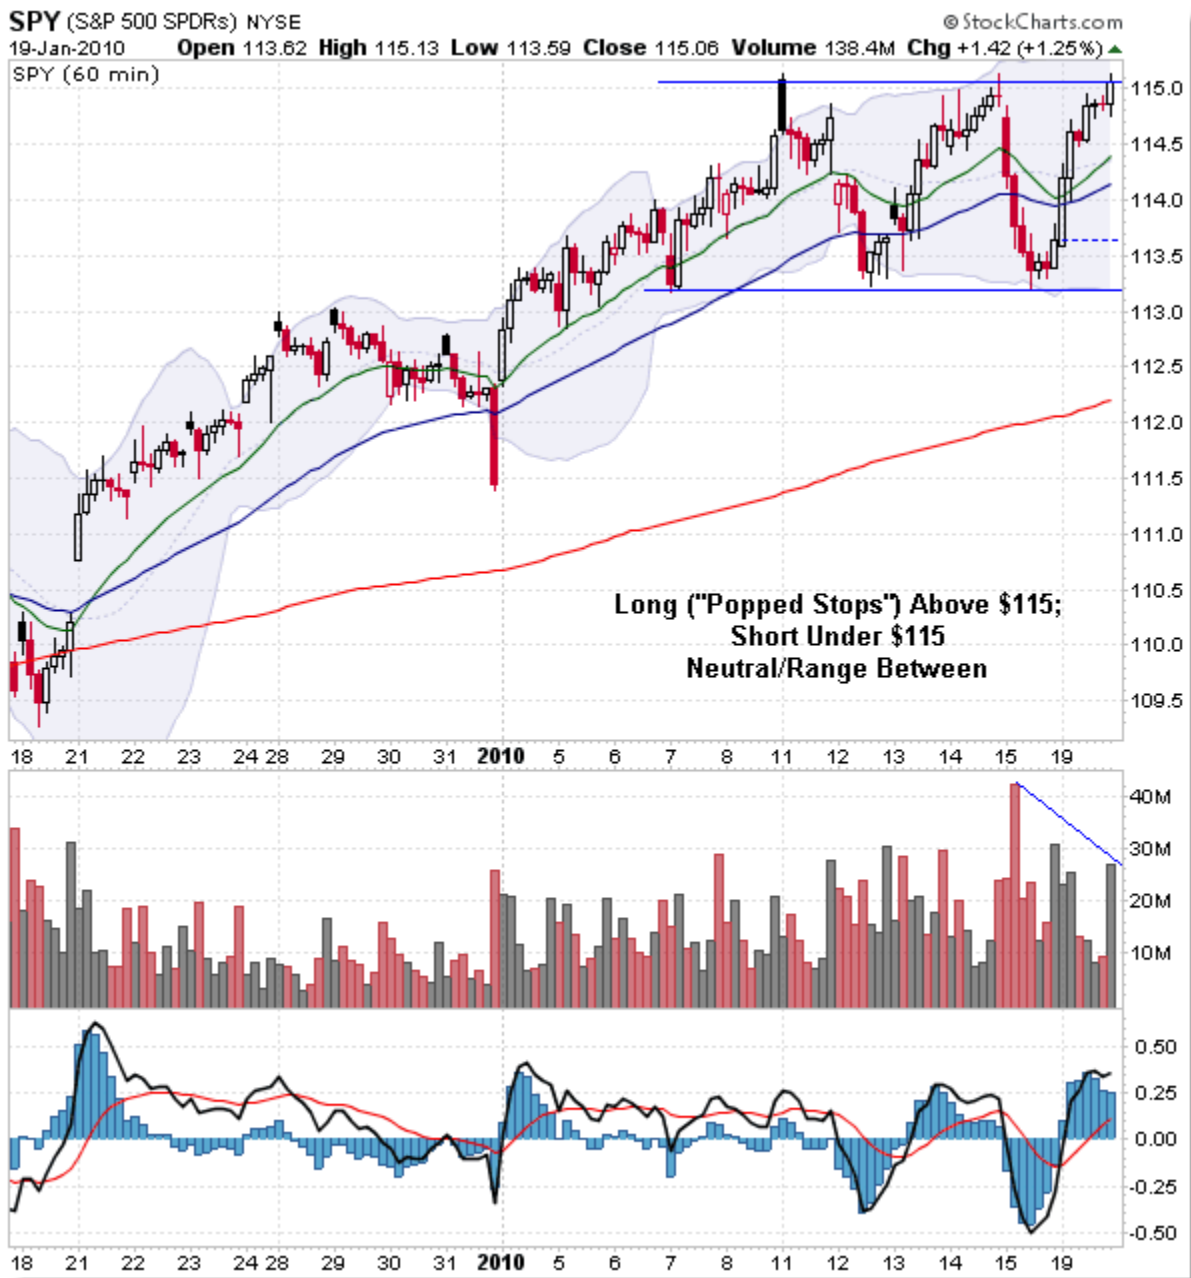 SPY (S&P 500 SPDRs) NYSE
© StockCharts.com
19-Jan-2010 Open 113.62 High 115.13 Low 113.59 Close 115.06 Volume 138.4M Chg +1.42 (+1.25%)
SPY (60 min)
115.0
114.5
114.0
113.5
113.0
112.5
112.0
111.5
111.0
110.5
110.0
109.5
Long ("Popped Stops") Above $115;
Short Under $115
Neutral/Range Between
18 21 22 23 24 28 29 30 31 2010 5 6 7 8 11 12 13 14 15 19
40M
30M
20M
10M
0.50
0.25
0.00
-0.25
-0.50
18 21 22 23 24 28 29 30 31 2010 5 6 7 8 11 12 13 14 15 19